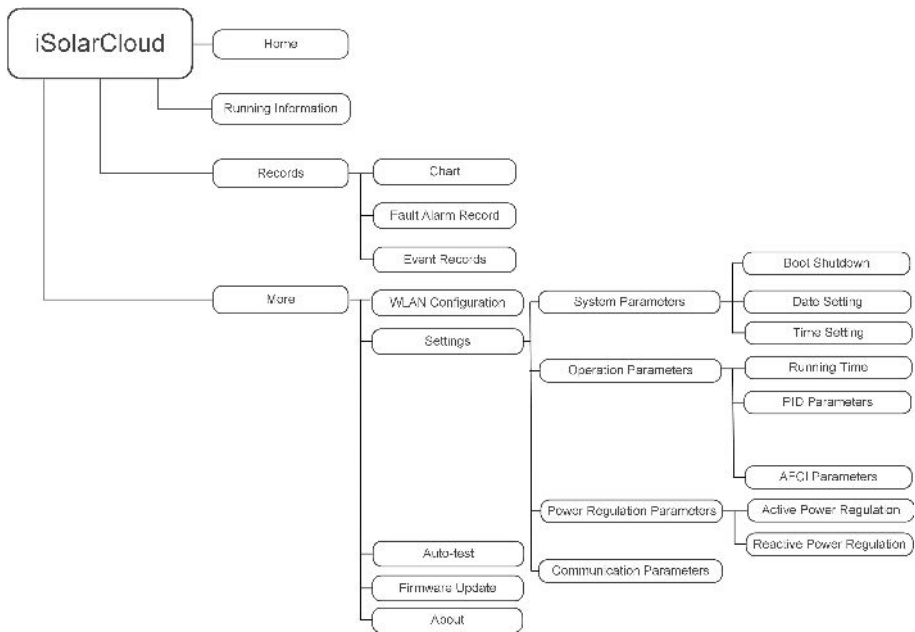 iSolarCloud
Home
Running Information
Records
Chart
Fault Alarm Record
Event Records
More
WLAN Configuration
Settings
System Parameters
Boot Shutdown
Date Setting
Time Setting
Operation Parameters
Running Time
PID Parameters
AFCI Parameters
Power Regulation Parameters
Active Power Regulation
Reactive Power Regulation
Communication Parameters
Auto-test
Firmware Update
About